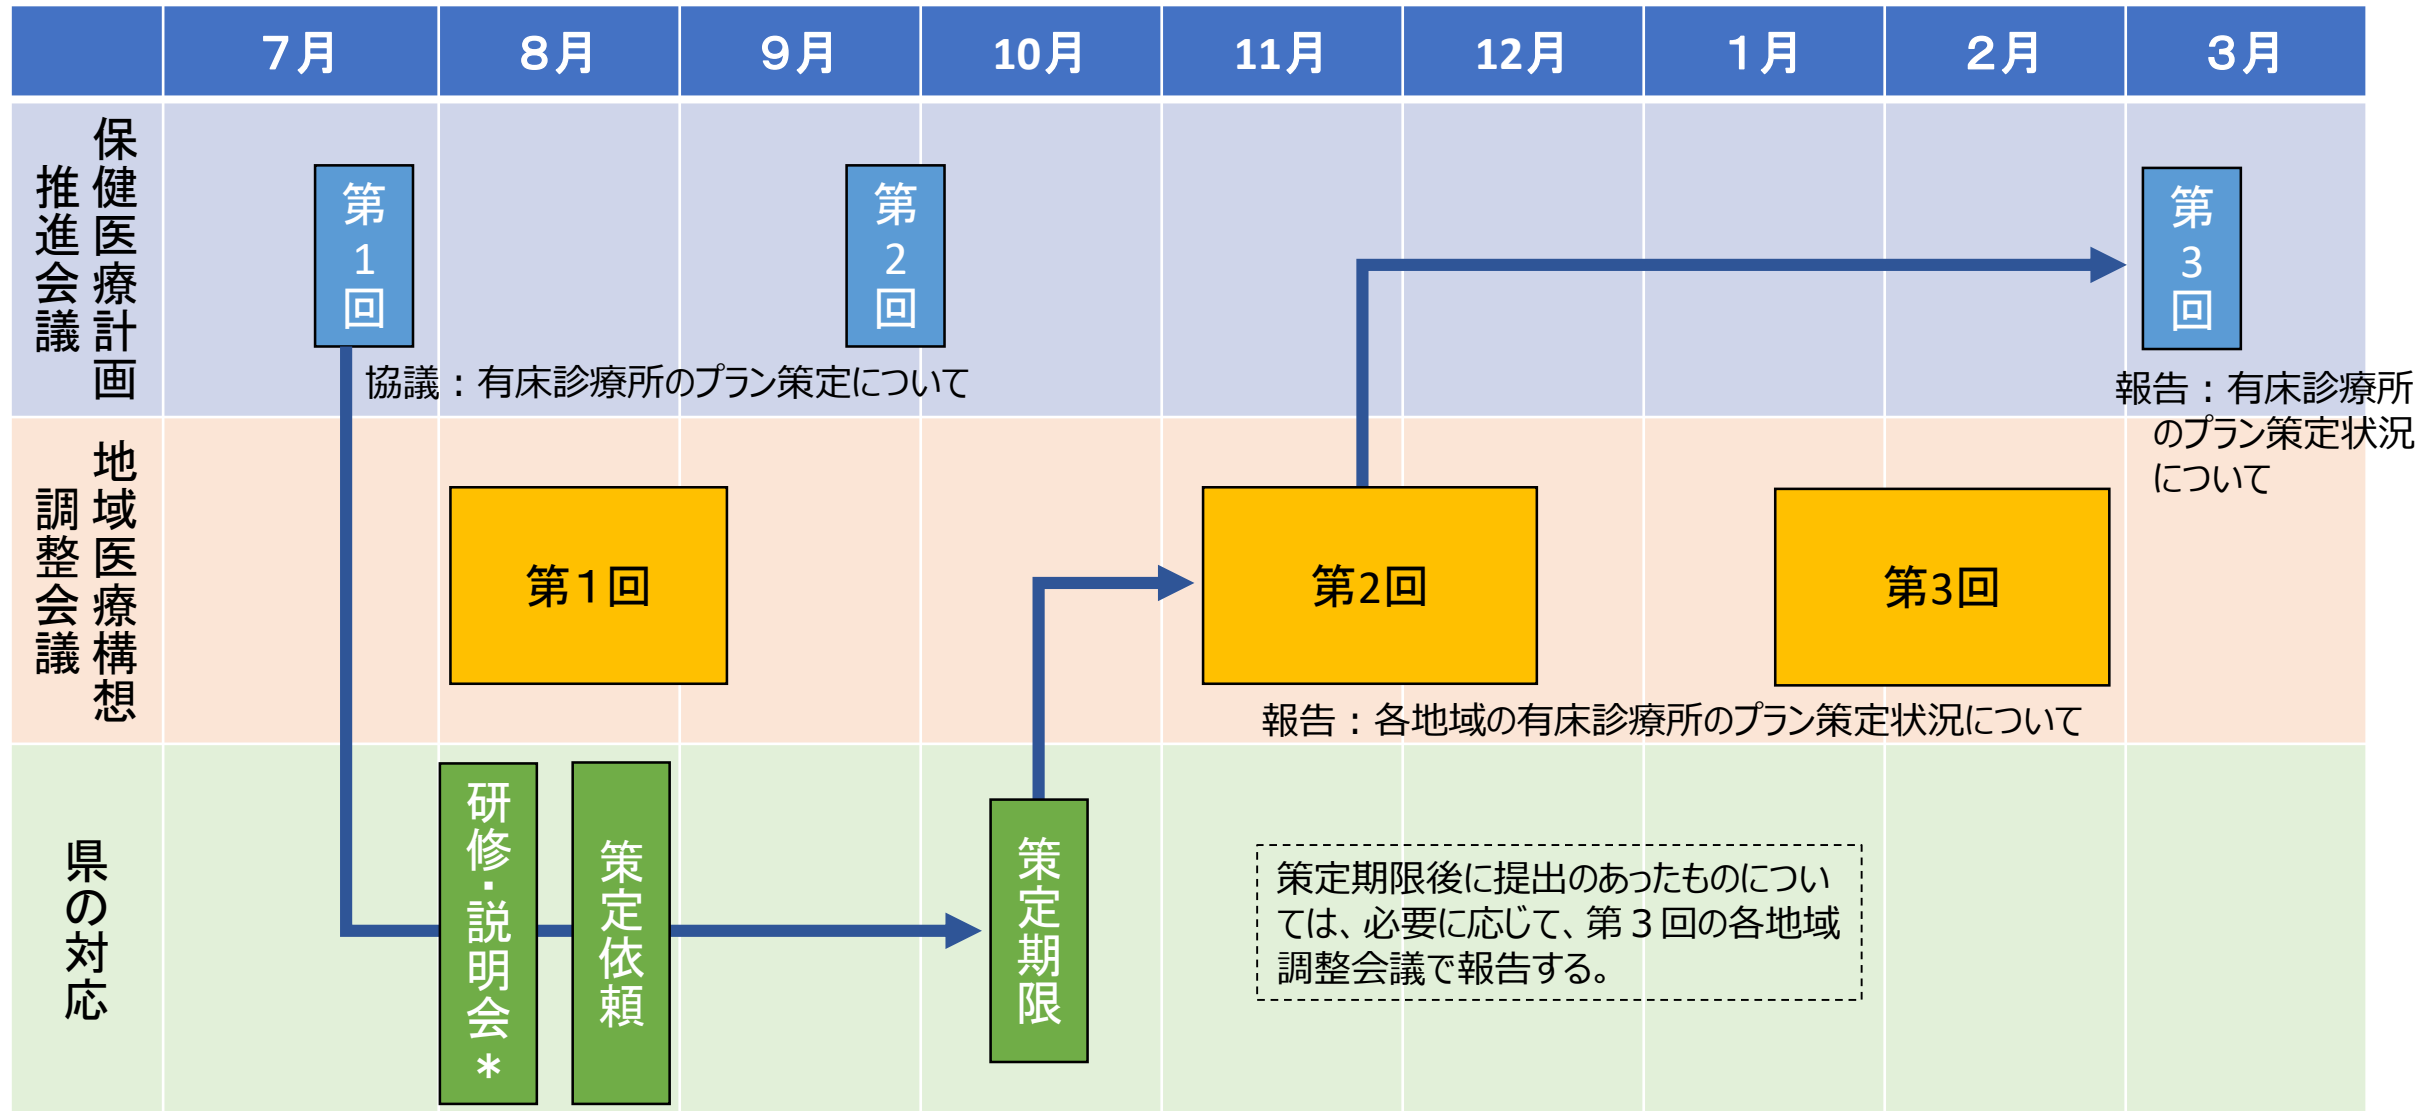 ７月
８月
９月
10月
11月
12月
１月
２月
３月
保健医療計画
推進会議
第1回
第2回
第3回
協議：有床診療所のプラン策定について
報告：有床診療所
のプラン策定状況
について
地域医療構想
調整会議
第１回
第2回
第3回
報告：各地域の有床診療所のプラン策定状況について
県の対応
研修・説明会*
策定依頼
策定期限
策定期限後に提出のあったものについ
ては、必要に応じて、第３回の各地域
調整会議で報告する。